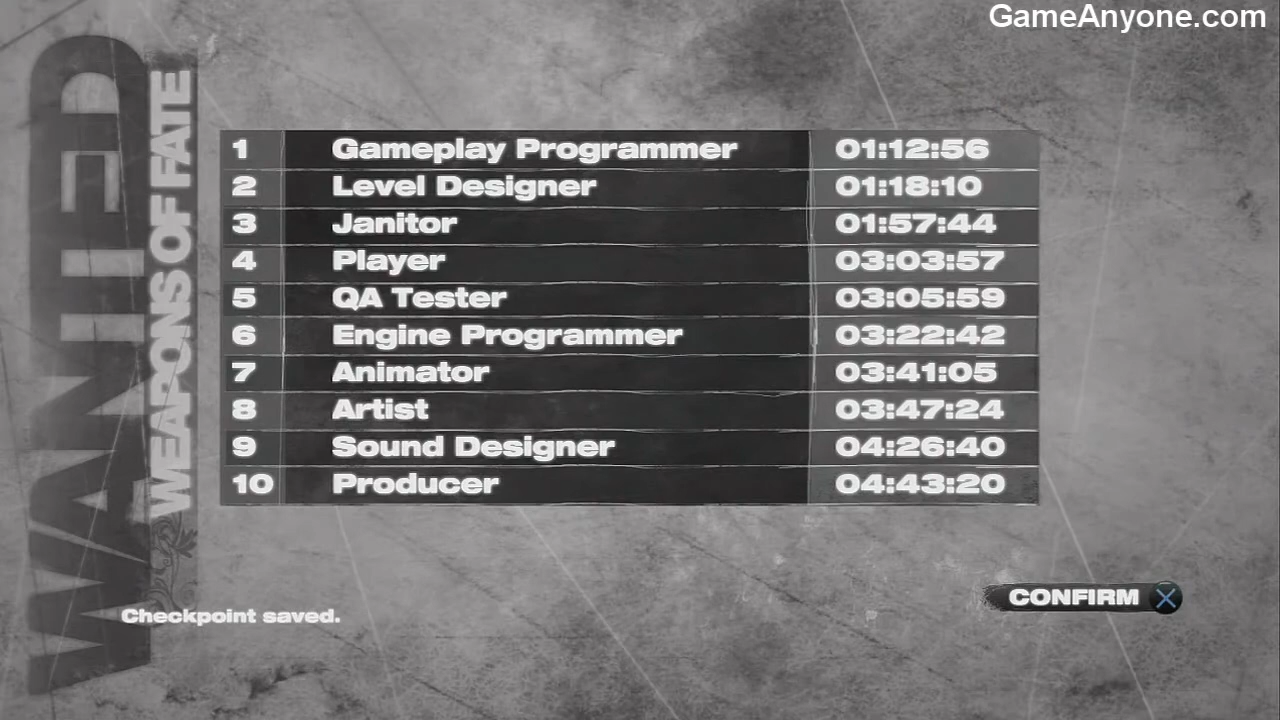 GameAnyone.com
WANTED
WEAPONS OF FATE
1 Gameplay Programmer 01:12:56
2 Level Designer 01:18:10
3 Janitor 01:57:44
4 Player 03:03:57
5 QA Tester 03:05:59
6 Engine Programmer 03:22:42
7 Animator 03:41:05
8 Artist 03:47:24
9 Sound Designer 04:26:40
10 Producer 04:43:20
CONFIRM
Checkpoint saved.